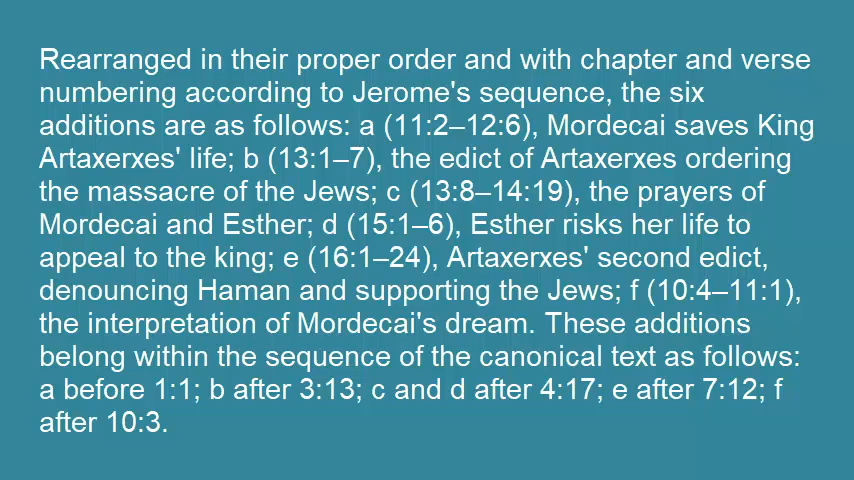 Rearranged in their proper order and with chapter and verse
numbering according to Jerome's sequence, the six
additions are as follows: a (11:2–12:6), Mordecai saves King
Artaxerxes' life; b (13:1–7), the edict of Artaxerxes ordering
the massacre of the Jews; c (13:8–14:19), the prayers of
Mordecai and Esther; d (15:1–6), Esther risks her life to
appeal to the king; e (16:1–24), Artaxerxes' second edict,
denouncing Haman and supporting the Jews; f (10:4–11:1),
the interpretation of Mordecai's dream. These additions
belong within the sequence of the canonical text as follows:
a before 1:1; b after 3:13; c and d after 4:17; e after 7:12; f
after 10:3.